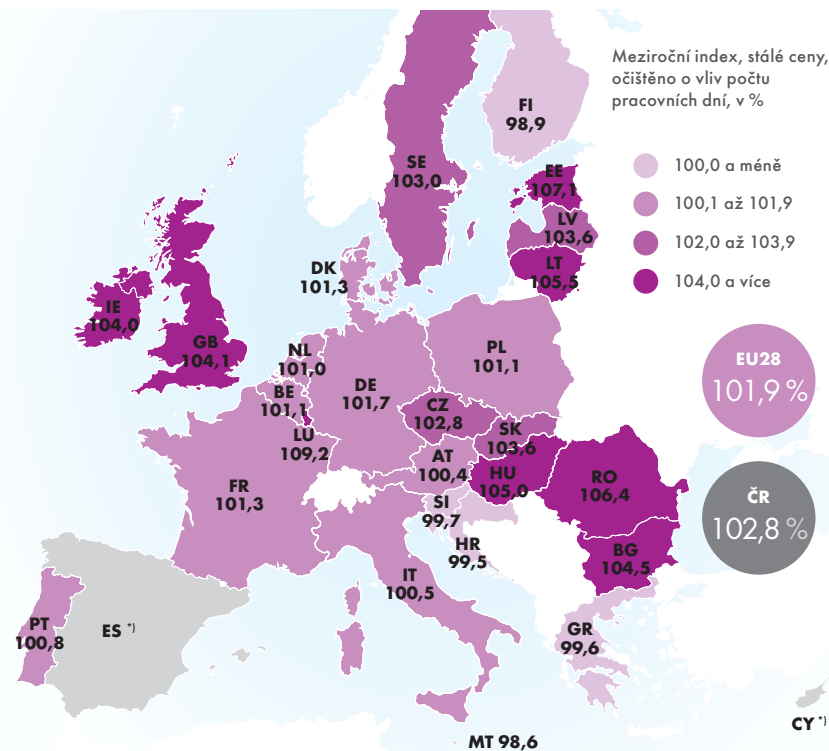 Meziroční index, stálé ceny,
očištěno o vliv počtu
pracovních dní, v %
100,0 a méně
100,1 až 101,9
102,0 až 103,9
104,0 a více
FI
98,9
SE
103,0
EE
107,1
LV
103,6
LT
105,5
DK
101,3
IE
104,0
GB
104,1
NL
101,0
BE
101,1
LU
109,2
DE
101,7
PL
101,1
EU28
101,9 %
CZ
102,8
SK
103,6
AT
100,4
HU
105,0
RO
106,4
ČR
102,8 %
FR
101,3
SI
99,7
HR
99,5
BG
104,5
IT
100,5
PT
100,8
ES *)
GR
99,6
CY *)
MT 98,6